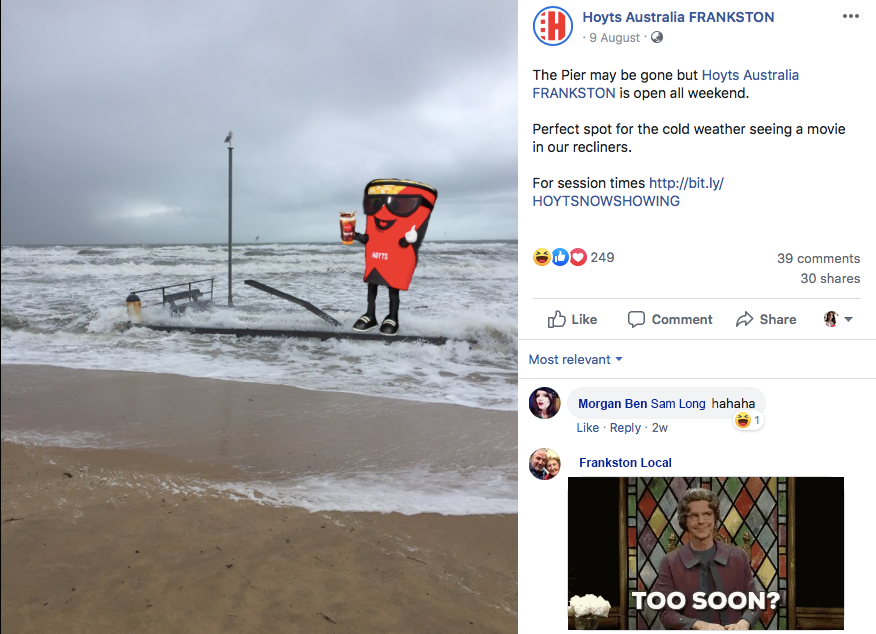 Hoyts Australia FRANKSTON
· 9 August ·
The Pier may be gone but Hoyts Australia
FRANKSTON is open all weekend.
Perfect spot for the cold weather seeing a movie
in our recliners.
For session times http://bit.ly/
HOYTSNOWSHOWING
249
39 comments
30 shares
Like
Comment
Share
Most relevant
Morgan Ben Sam Long hahaha
1
Like · Reply · 2w
Frankston Local
TOO SOON?
HOYTS
H